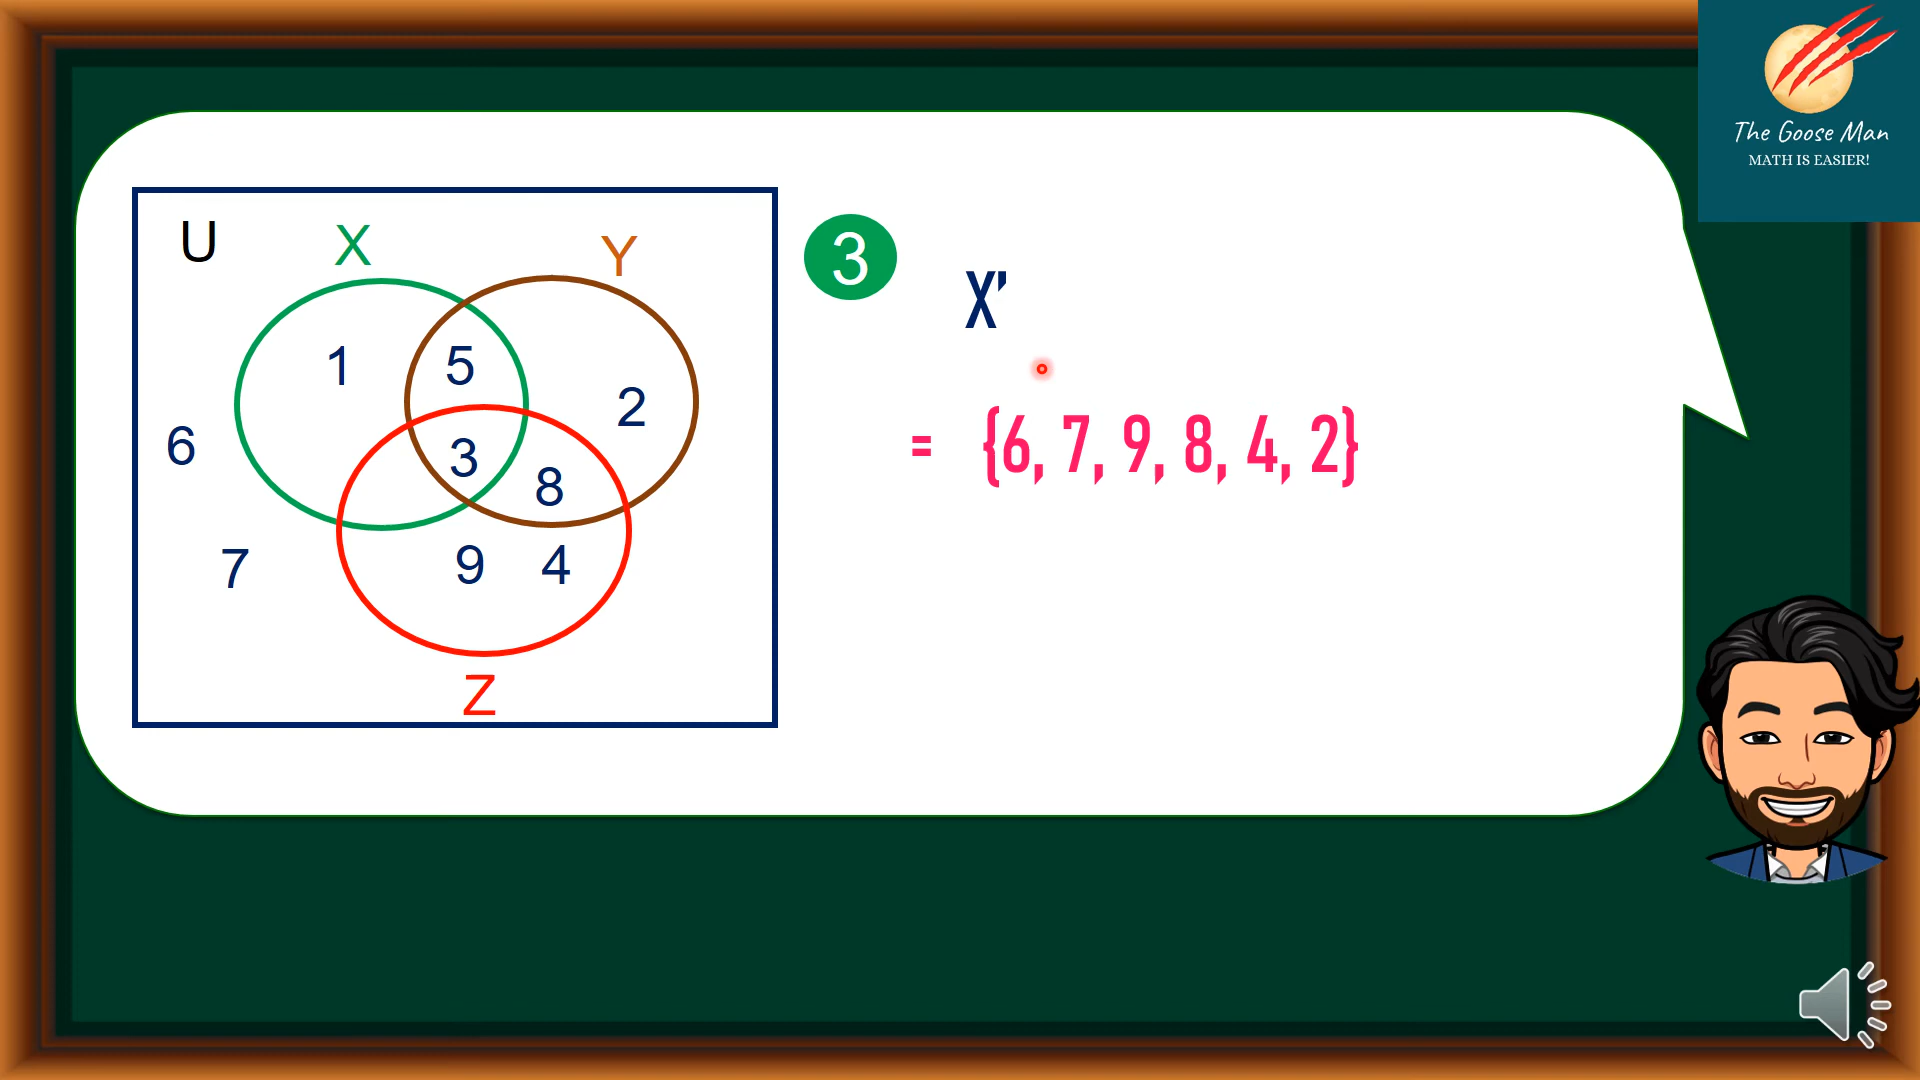 The Goose Man
MATH IS EASIER!
U
X
Y
3
X'
1
5
2
6
3
8
= {6, 7, 9, 8, 4, 2}
7
9
4
Z